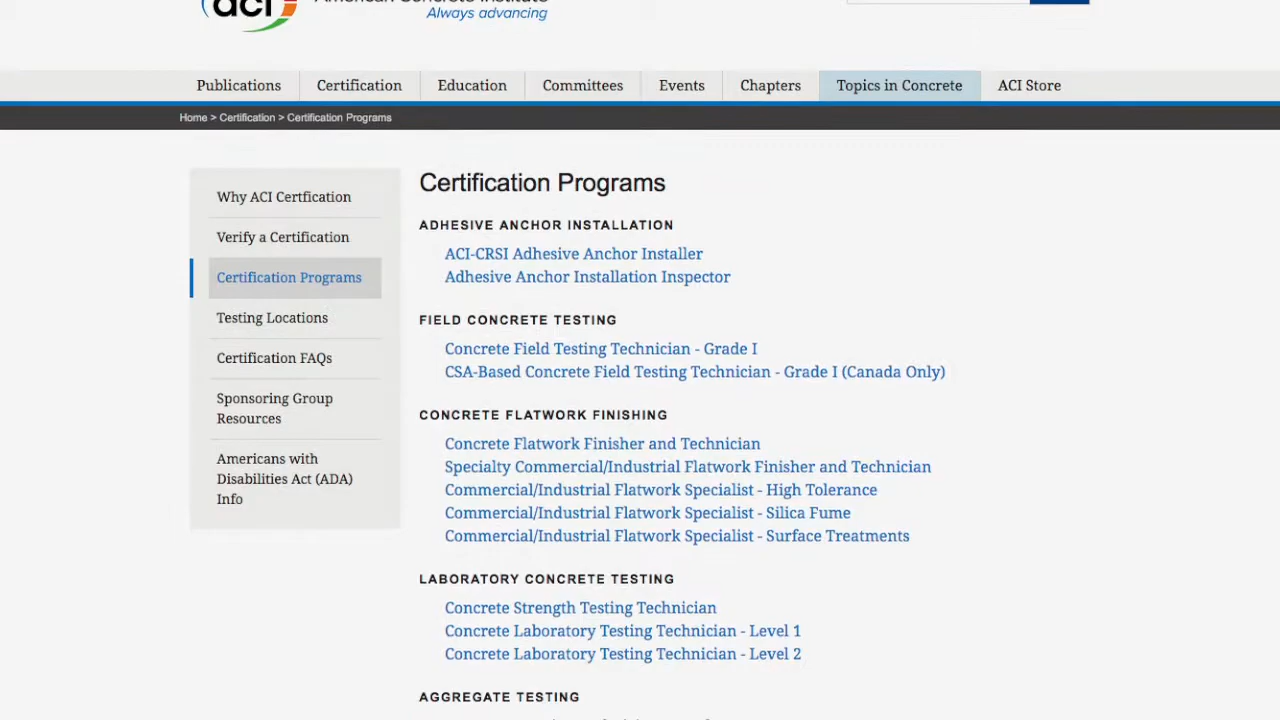 aci American Concrete Institute
Always advancing
Publications
Certification
Education
Committees
Events
Chapters
Topics in Concrete
ACI Store
Home > Certification > Certification Programs
Why ACI Certfication
Verify a Certification
Certification Programs
Testing Locations
Certification FAQs
Sponsoring Group
Resources
Americans with
Disabilities Act (ADA)
Info
Certification Programs
ADHESIVE ANCHOR INSTALLATION
ACI-CRSI Adhesive Anchor Installer
Adhesive Anchor Installation Inspector
FIELD CONCRETE TESTING
Concrete Field Testing Technician - Grade I
CSA-Based Concrete Field Testing Technician - Grade I (Canada Only)
CONCRETE FLATWORK FINISHING
Concrete Flatwork Finisher and Technician
Specialty Commercial/Industrial Flatwork Finisher and Technician
Commercial/Industrial Flatwork Specialist - High Tolerance
Commercial/Industrial Flatwork Specialist - Silica Fume
Commercial/Industrial Flatwork Specialist - Surface Treatments
LABORATORY CONCRETE TESTING
Concrete Strength Testing Technician
Concrete Laboratory Testing Technician - Level 1
Concrete Laboratory Testing Technician - Level 2
AGGREGATE TESTING